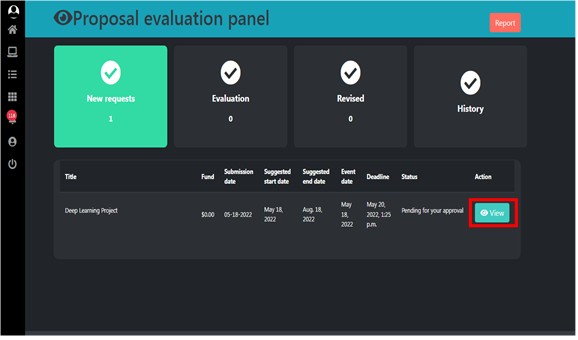 Proposal evaluation panel
Report
New requests
1
Evaluation
0
Revised
0
History
Title Fund Submission date Suggested start date Suggested end date Event date Deadline Status Action
Deep Learning Project $0.00 05-18-2022 May 18, 2022 Aug. 18, 2022 May 18, 2022 May 20, 2022, 1:25 p.m. Pending for your approval View